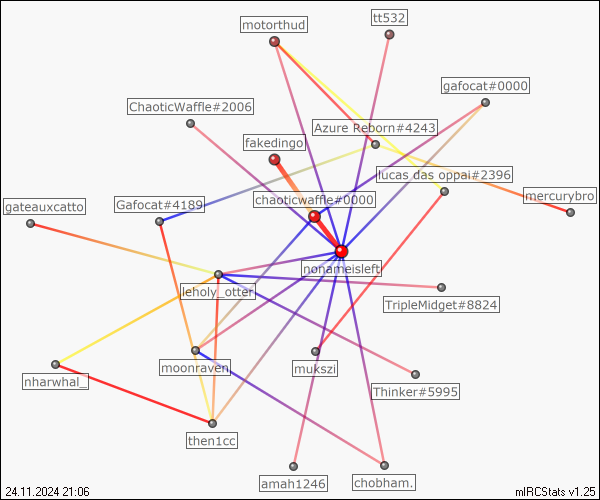 tt532
motorthud
gafocat#0000
ChaoticWaffle#2006
Azure Reborn#4243
fakedingo
lucas das oppai#2396
mercurybro
chaoticwaffle#0000
Gafocat#4189
gateauxcatto
nonameisleft
leholy_otter
TripleMidget#8824
moonraven
mukszi
nharwhal_
Thinker#5995
then1cc
amah1246
chobham.
24.11.2024 21:06
mIRCStats v1.25